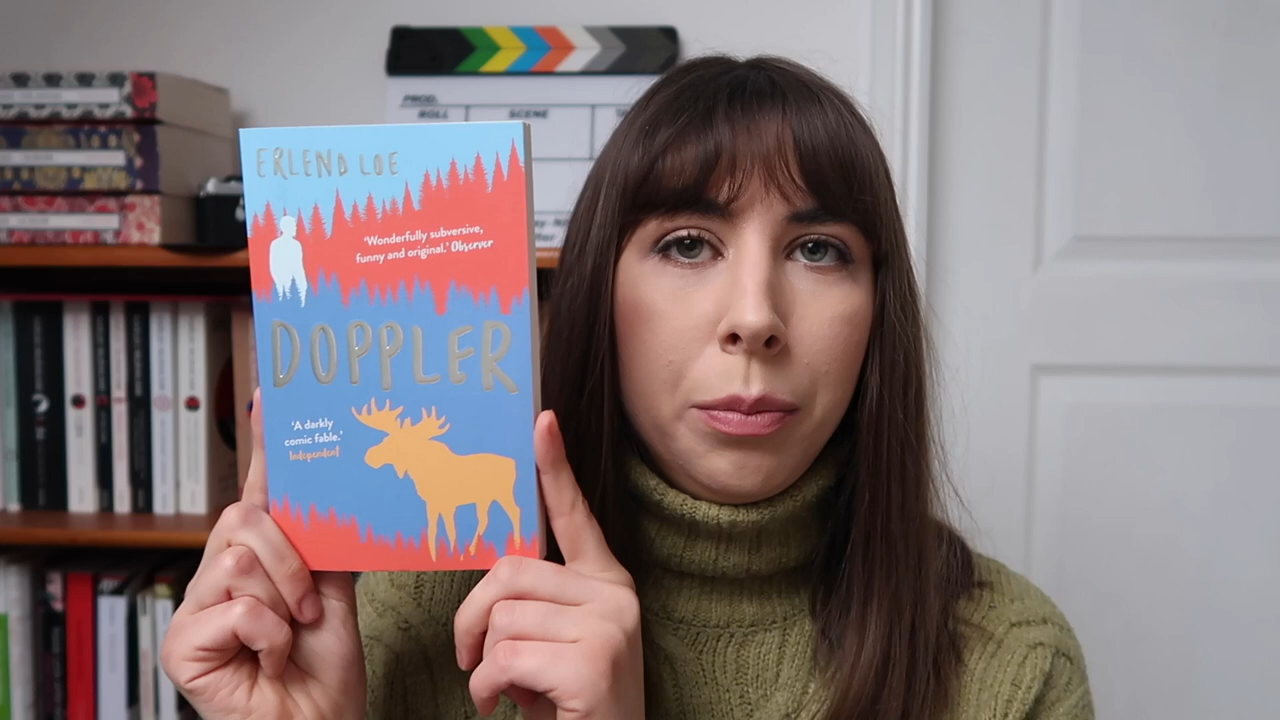 PROD.
ROLL
SCENE
ERLEND LOE
'Wonderfully subversive,
funny and original.' Observer
DOPPLER
'A darkly
comic fable.'
Independent